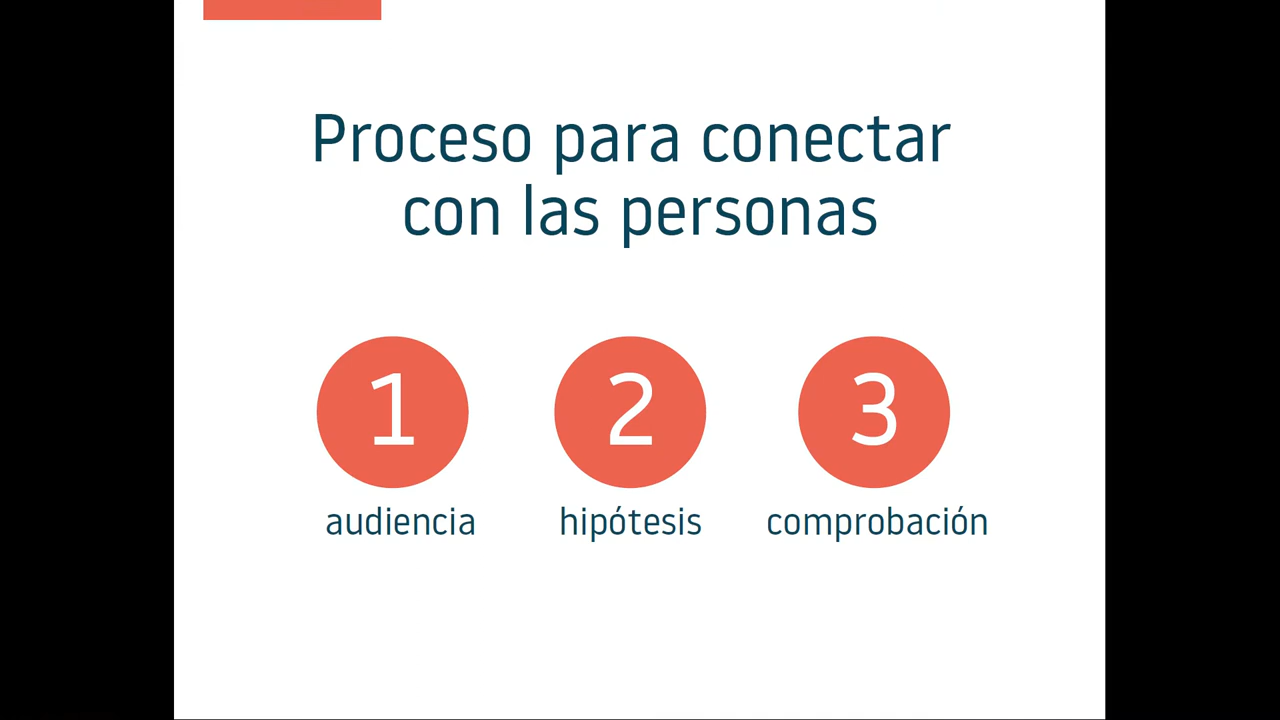 Proceso para conectar
con las personas
1 2 3
audiencia hipótesis comprobación